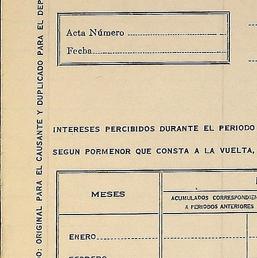 Acta Número
Fecha
O: ORIGINAL PARA EL CAUSANTE Y DUPLICADO PARA EL DEP
INTERESES PERCIBIDOS DURANTE EL PERIODO
SEGUN PORMENOR QUE CONSTA A LA VUELTA,
MESES
ACUMULADOS CORRESPONDIEN
A PERIODOS ANTERIORES
ENERO
FEBRERO